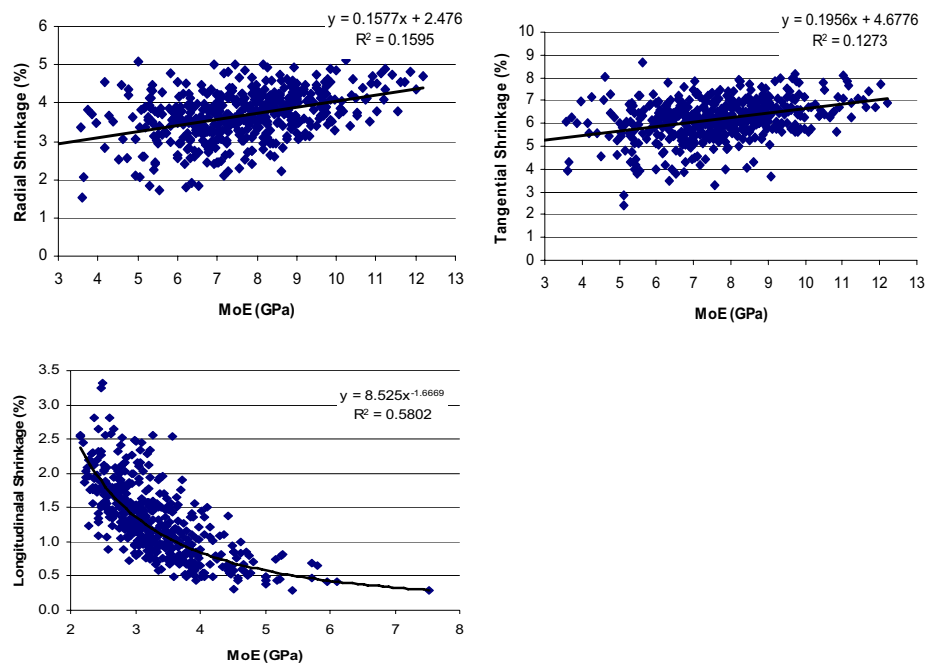 y = 0.1577x + 2.476
R² = 0.1595
6
5
4
3
2
1
0
Radial Shrinkage (%)
3 4 5 6 7 8 9 10 11 12 13
MoE (GPa)
y = 0.1956x + 4.6776
R² = 0.1273
10
9
8
7
6
5
4
3
2
1
0
Tangential Shrinkage (%)
3 4 5 6 7 8 9 10 11 12 13
MoE (GPa)
y = 8.525x^-1.6669
R² = 0.5802
3.5
3.0
2.5
2.0
1.5
1.0
0.5
0.0
Longitudinalal Shrinkage (%)
2 3 4 5 6 7 8
MoE (GPa)